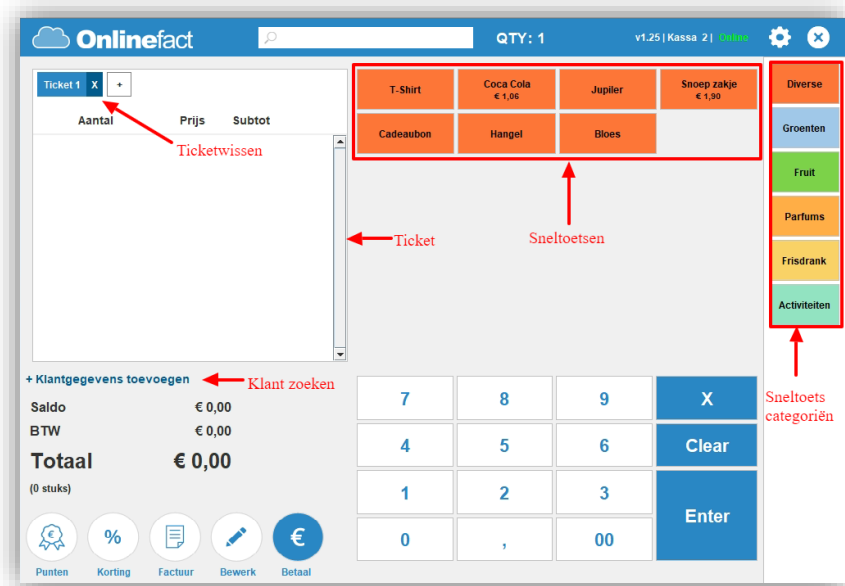 Onlinefact
QTY: 1
v1.25 | Kassa 2 | Online
Ticket 1 X +
Aantal Prijs Subtot
Ticketwissen
Ticket
T-Shirt
Coca Cola
€ 1,06
Jupiler
Snoep zakje
€ 1,90
Cadeaubon
Hangel
Bloes
Sneltoetsen
Diverse
Groenten
Fruit
Parfums
Frisdrank
Activiteiten
Sneltoets
categoriën
+ Klantgegevens toevoegen
Klant zoeken
Saldo € 0,00
BTW € 0,00
Totaal € 0,00
(0 stuks)
7 8 9 X
4 5 6 Clear
1 2 3
Enter
0 , 00
€ % €
Punten Korting Factuur Bewerk Betaal